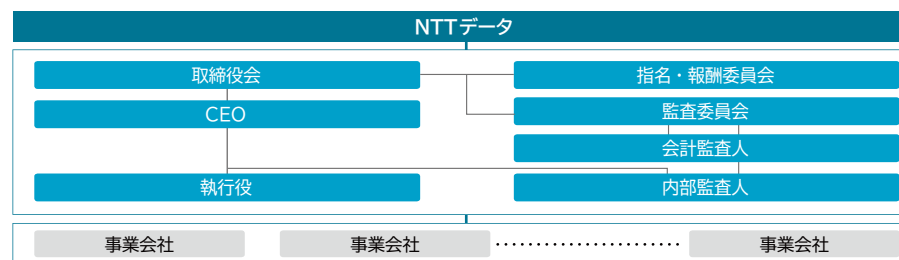 NTTデータ
取締役会
指名・報酬委員会
CEO
監査委員会
会計監査人
執行役
内部監査人
事業会社
事業会社
事業会社